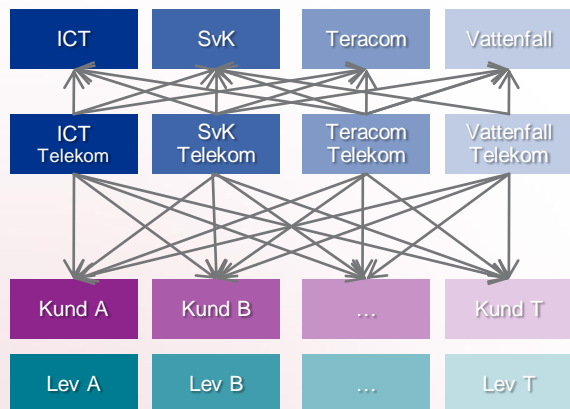 ICT
SvK
Teracom
Vattenfall
ICT
Telekom
SvK
Telekom
Teracom
Telekom
Vattenfall
Telekom
Kund A
Kund B
...
Kund T
Lev A
Lev B
...
Lev T